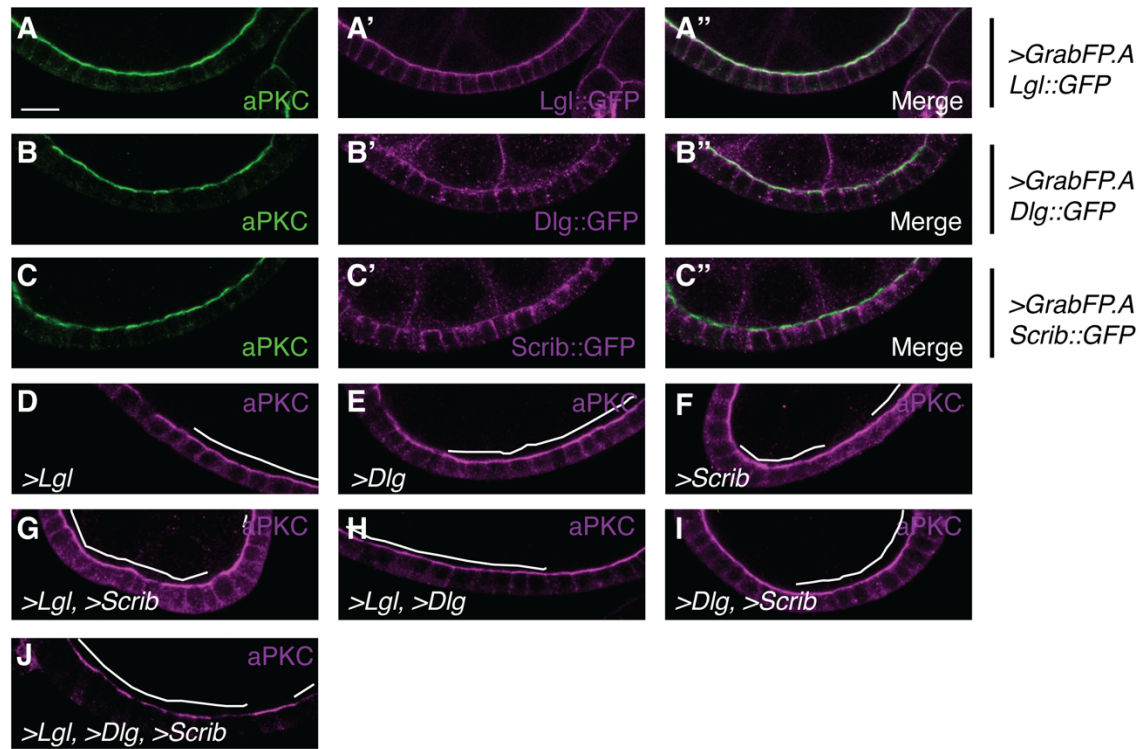 A
aPKC
A’
Lgl::GFP
A”
Merge
>GrabFP.A
Lgl::GFP
B
aPKC
B’
Dlg::GFP
B”
Merge
>GrabFP.A
Dlg::GFP
C
aPKC
C’
Scrib::GFP
C”
Merge
>GrabFP.A
Scrib::GFP
D
aPKC
>Lgl
E
aPKC
>Dlg
F
aPKC
>Scrib
G
aPKC
>Lgl, >Scrib
H
aPKC
>Lgl, >Dlg
I
aPKC
>Dlg, >Scrib
J
aPKC
>Lgl, >Dlg, >Scrib